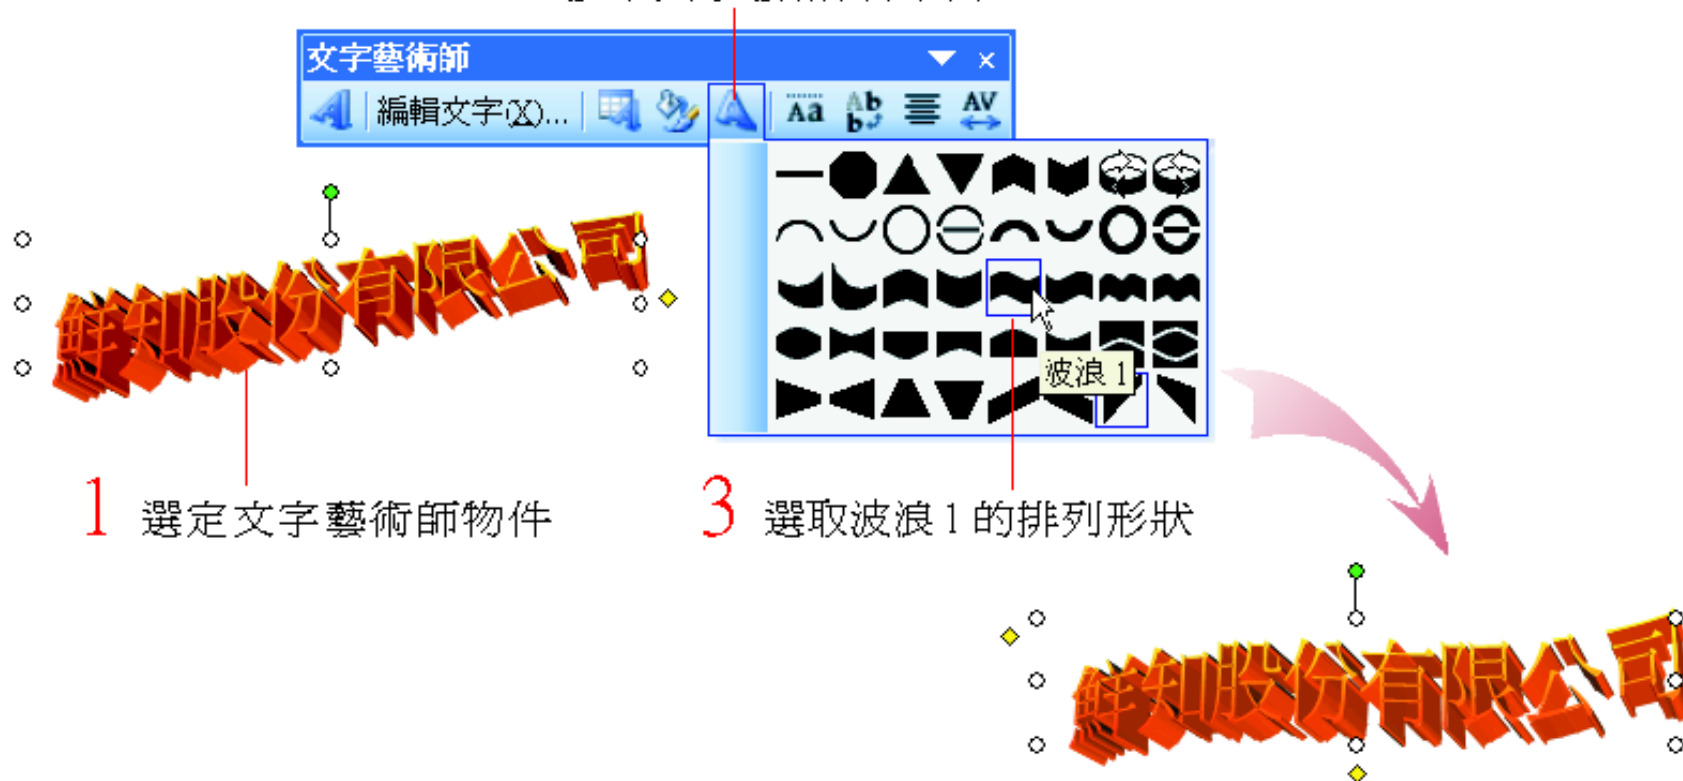 文字藝術師
編輯文字(X)...
Aa
Ab
b
AV
鮮知股份有限公司
波浪 1
1 選定文字藝術師物件
3 選取波浪 1 的排列形狀
鮮知股份有限公司